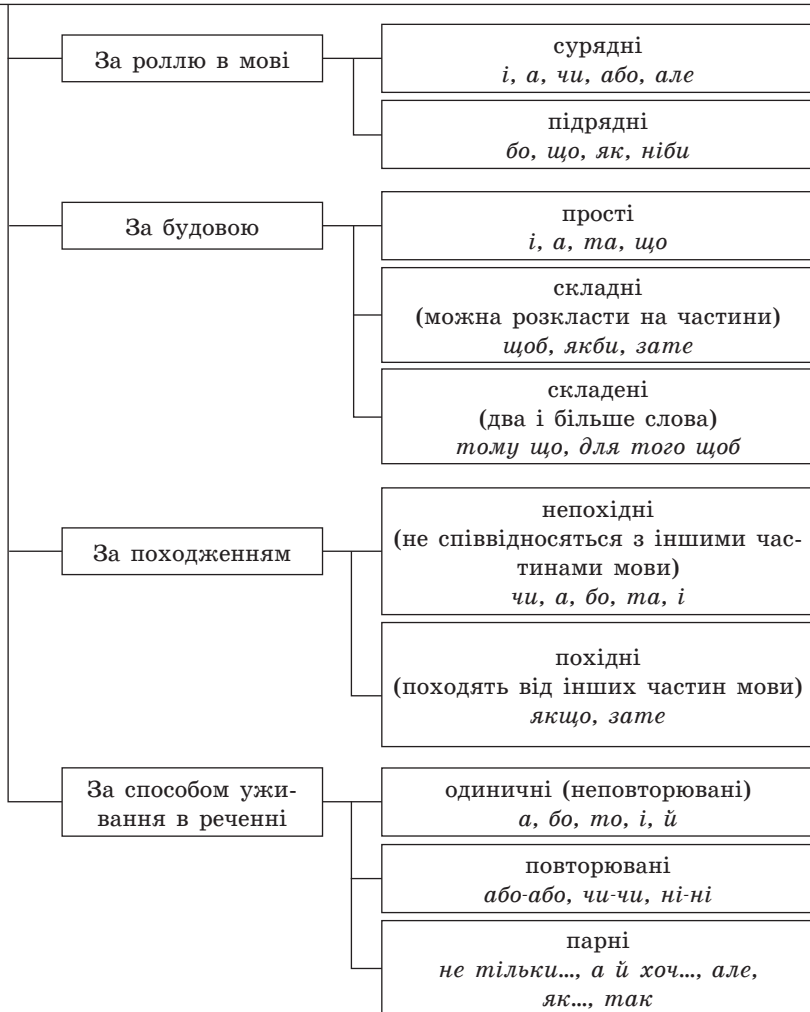 За роллю в мові
сурядні
і, а, чи, або, але
підрядні
бо, що, як, ніби
За будовою
прості
і, а, та, що
складні
(можна розкласти на частини)
щоб, якби, зате
складені
(два і більше слова)
тому що, для того щоб
За походженням
непохідні
(не співвідносяться з іншими час-
тинами мови)
чи, а, бо, та, і
похідні
(походять від інших частин мови)
якщо, зате
За способом ужи-
вання в реченні
одиничні (неповторювані)
а, бо, то, і, й
повторювані
або-або, чи-чи, ні-ні
парні
не тільки..., а й хоч..., але,
як..., так